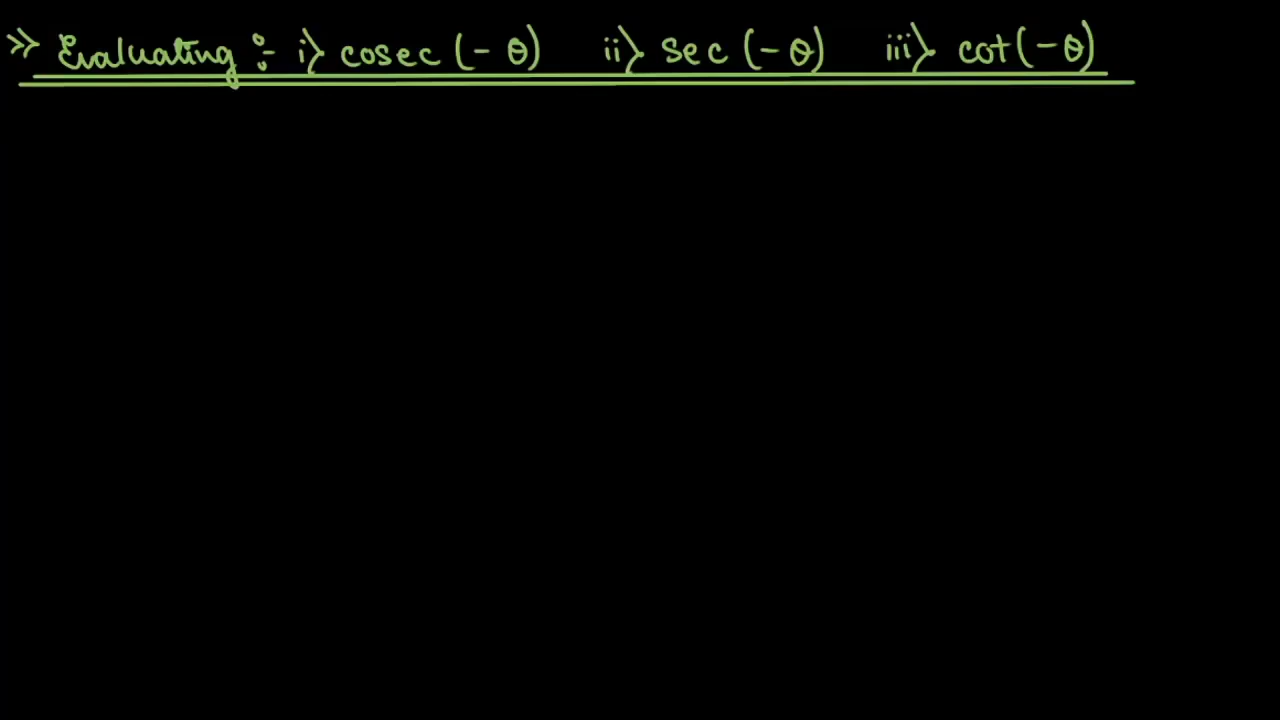 ≫ Evaluating :- i> cosec (- θ) ii> sec (- θ) iii> cot (- θ)